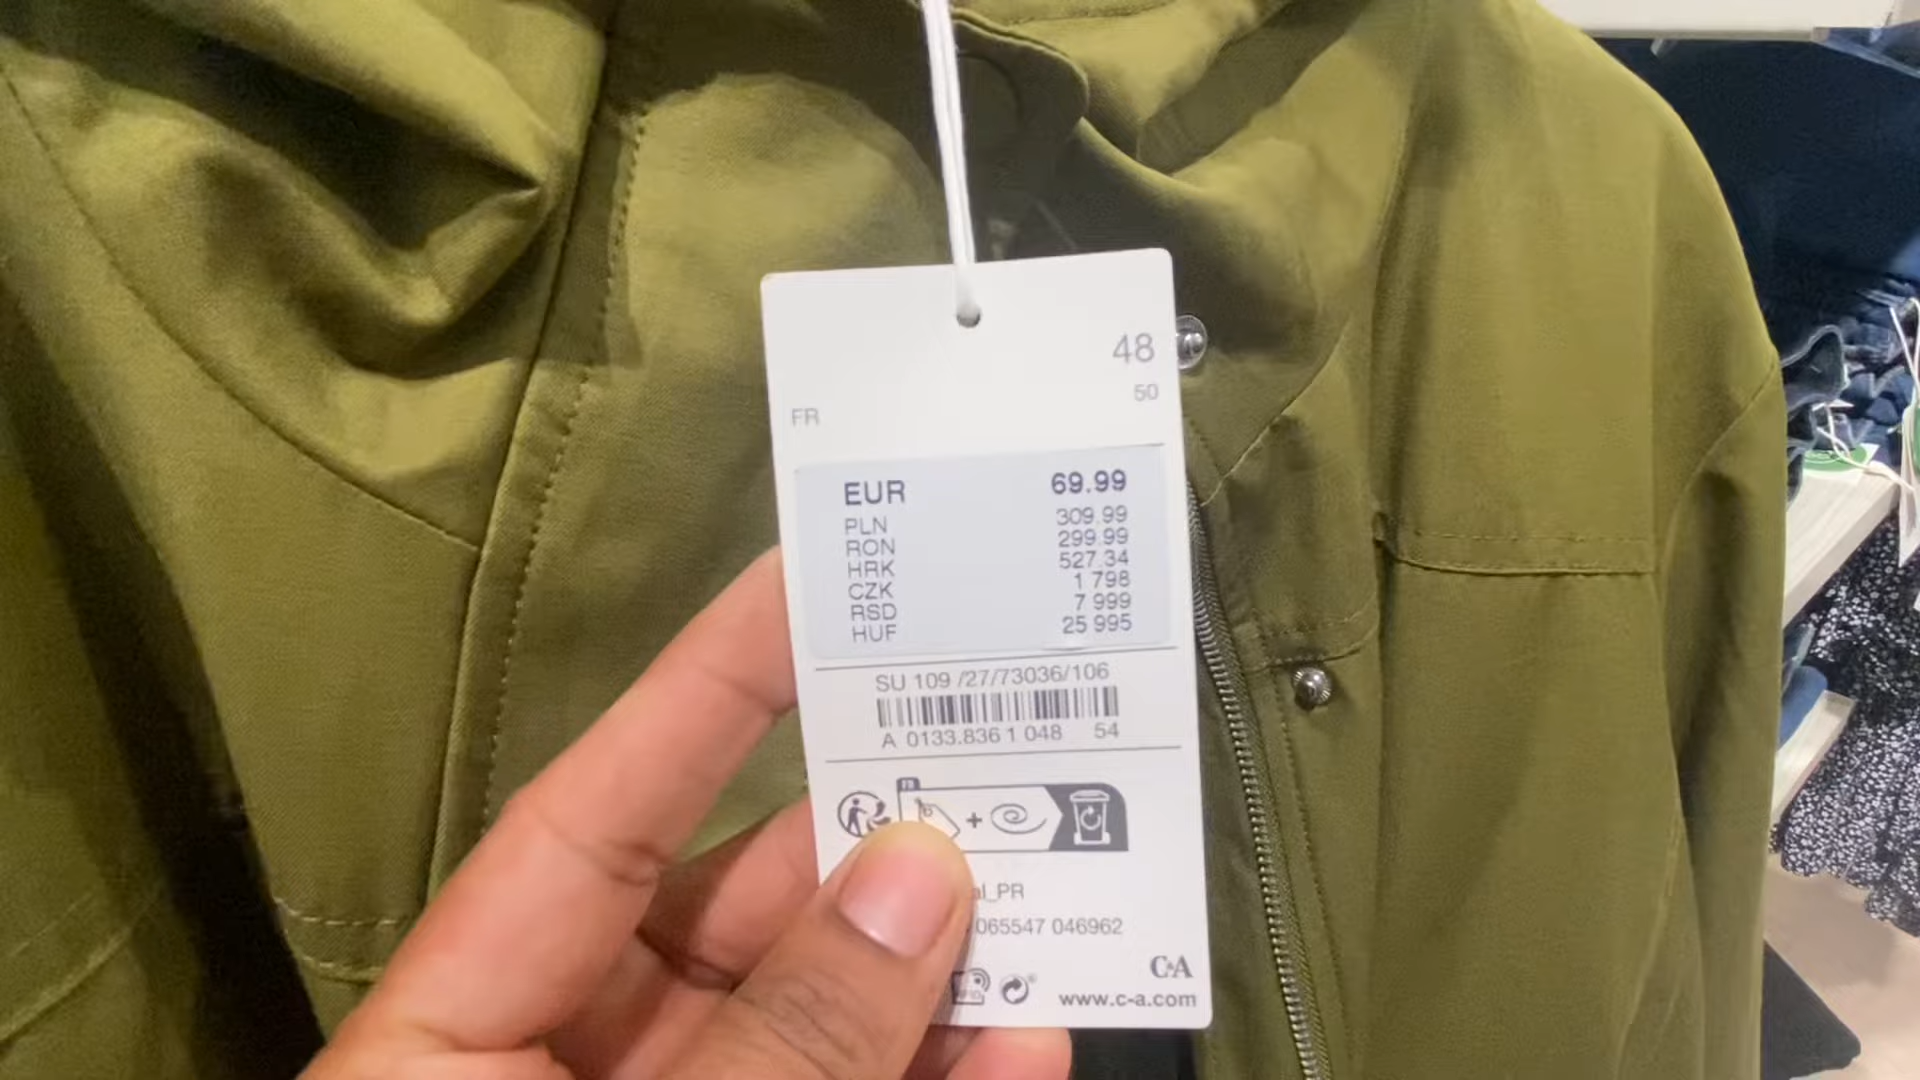 48
50
FR
EUR 69.99
PLN 309.99
RON 299.99
HRK 527.34
CZK 1 798
RSD 7 999
HUF 25 995
SU 109 /27/73036/106
A 0133.836 1 048 54
FR
+
al_PR
065547 046962
C&A
www.c-a.com